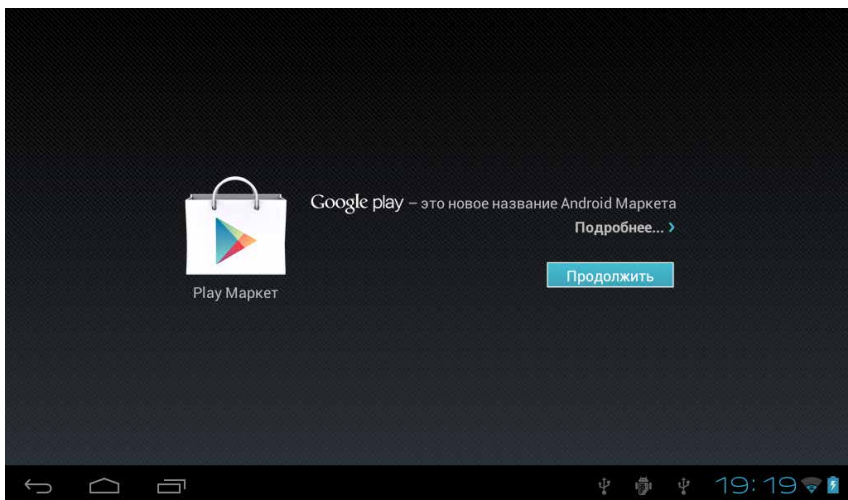 Google play – это новое название Android Маркета
Подробнее... ›
Продолжить
Play Маркет
19:19